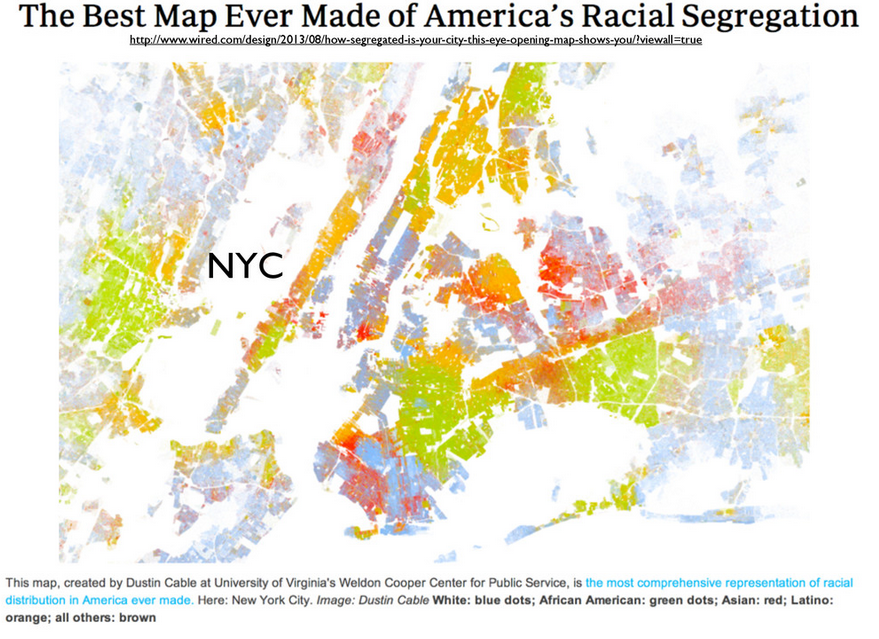 The Best Map Ever Made of America's Racial Segregation
http://www.wired.com/design/2013/08/how-segregated-is-your-city-this-eye-opening-map-shows-you/?viewall=true
NYC
This map, created by Dustin Cable at University of Virginia's Weldon Cooper Center for Public Service, is the most comprehensive representation of racial
distribution in America ever made. Here: New York City. Image: Dustin Cable White: blue dots; African American: green dots; Asian: red; Latino:
orange; all others: brown